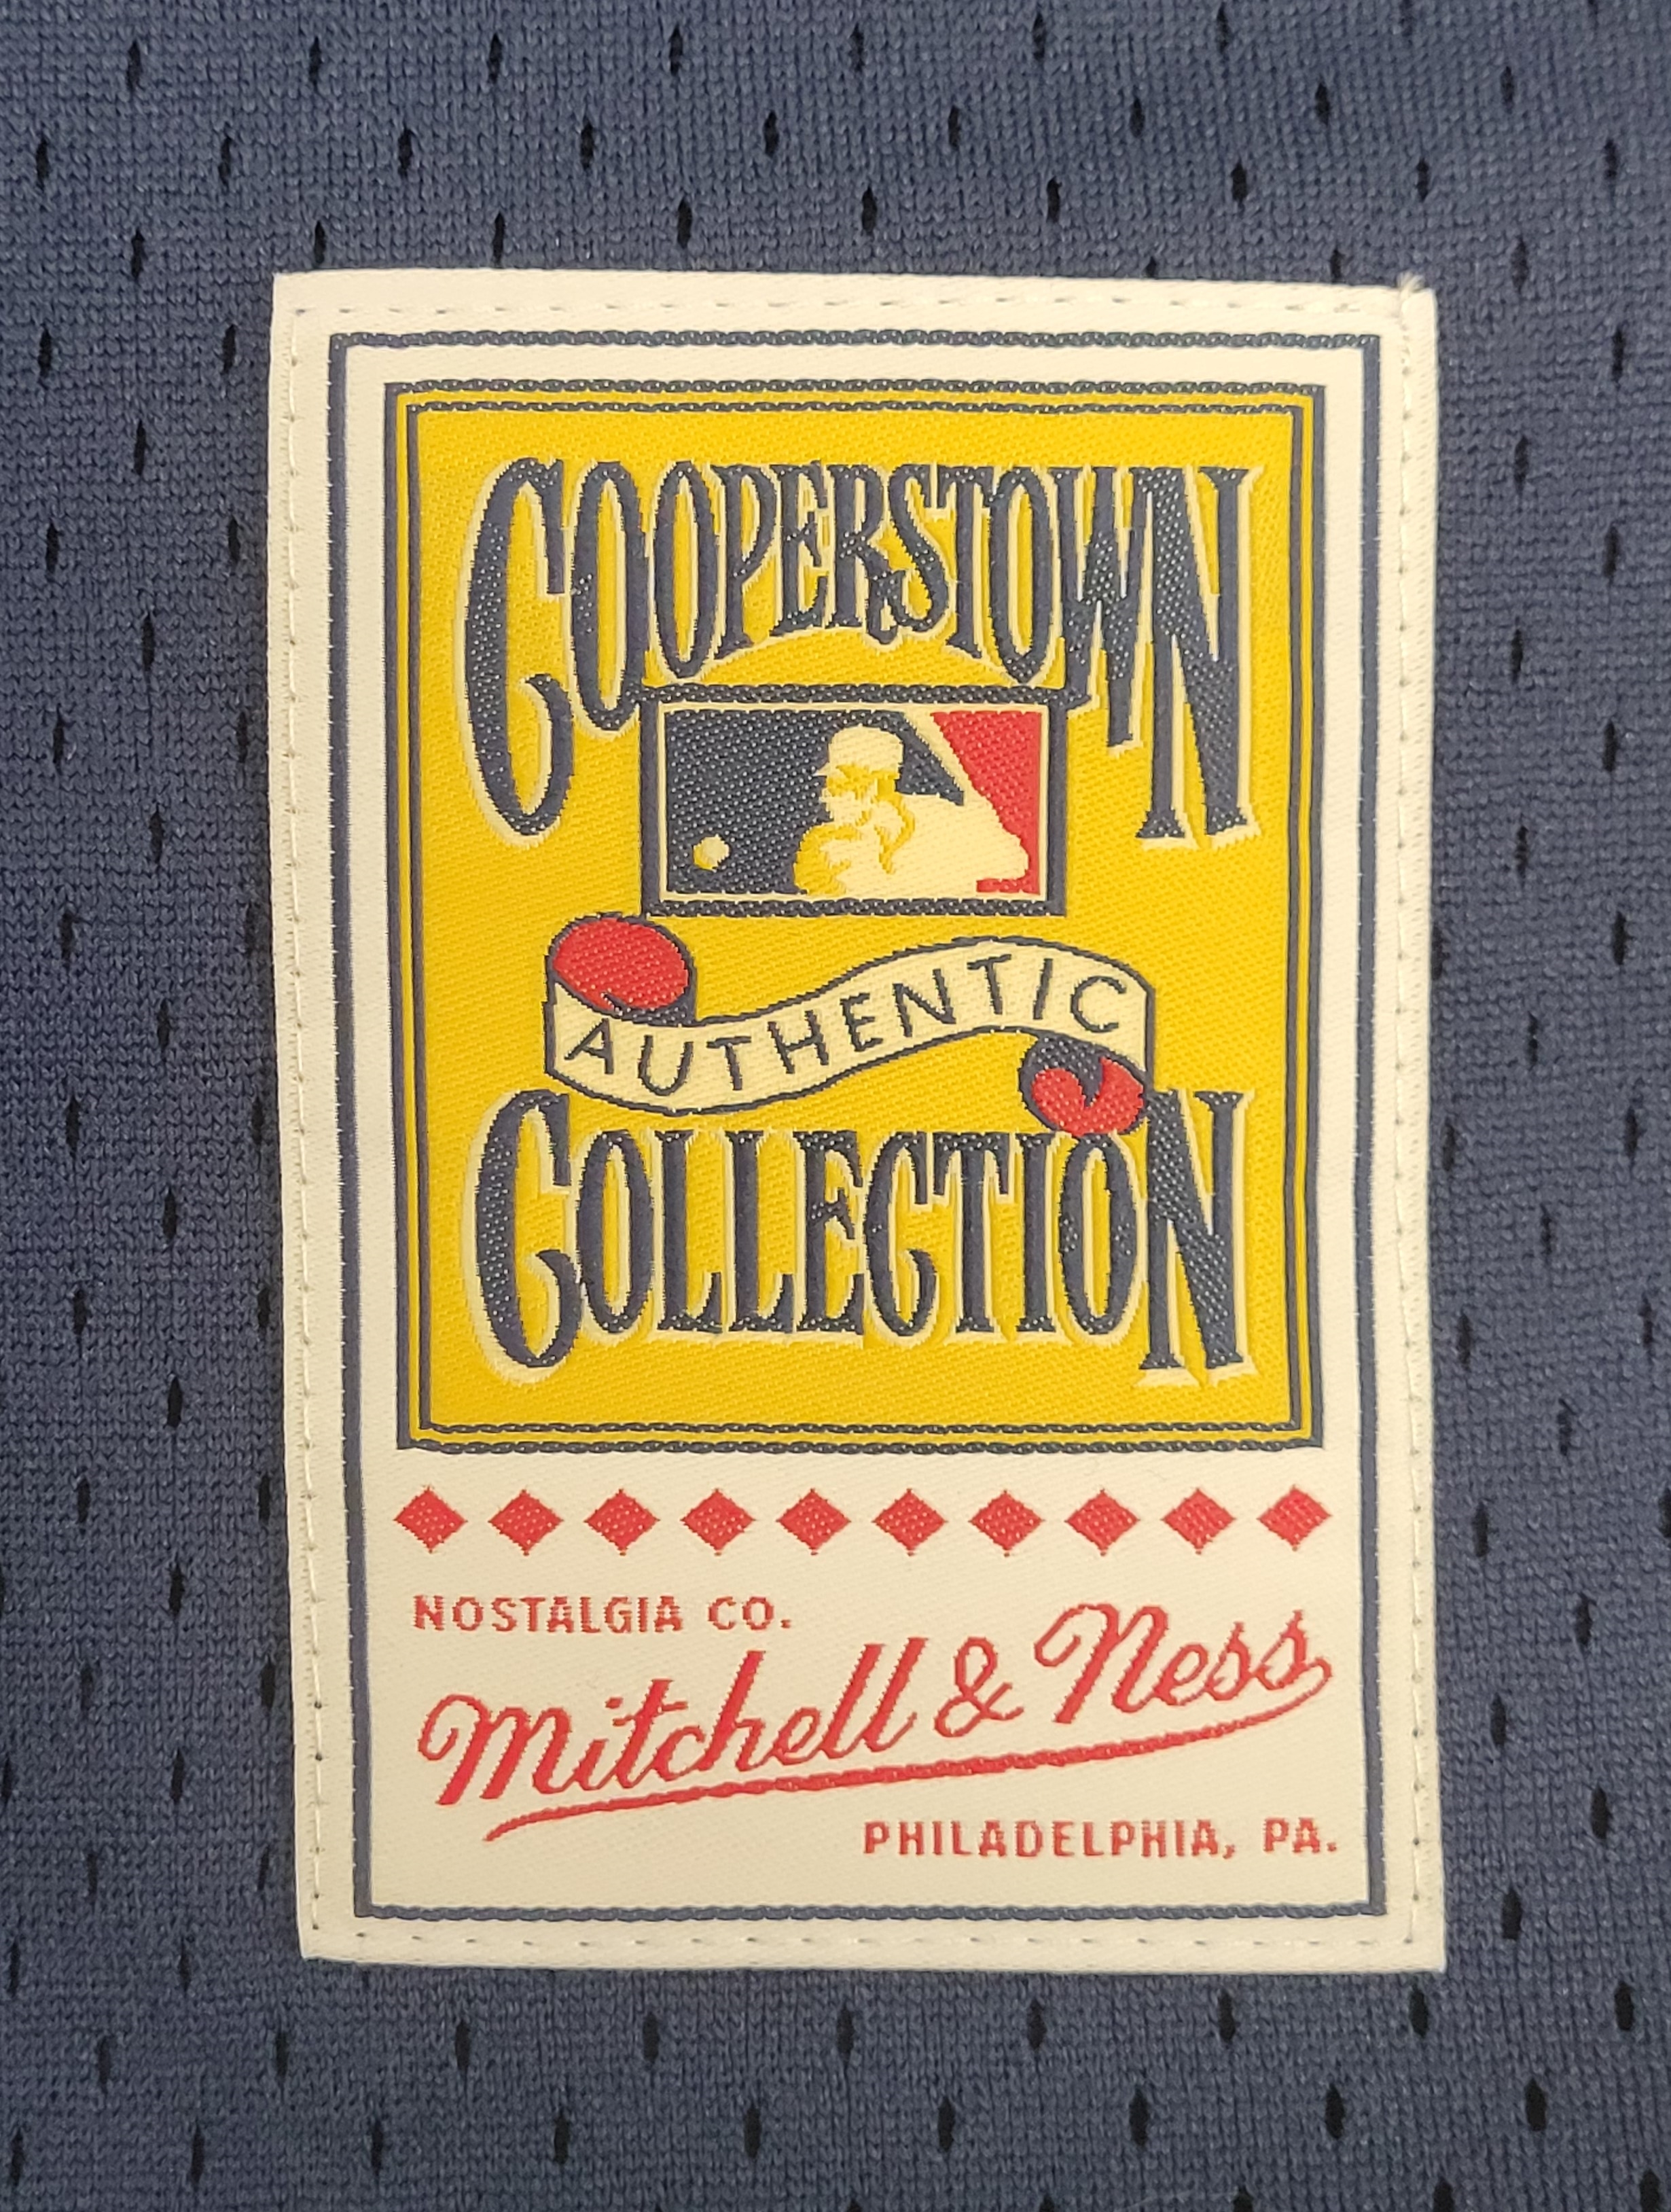 COOPERSTOWN
AUTHENTIC
COLLECTION
NOSTALGIA CO.
Mitchell & Ness
PHILADELPHIA, PA.